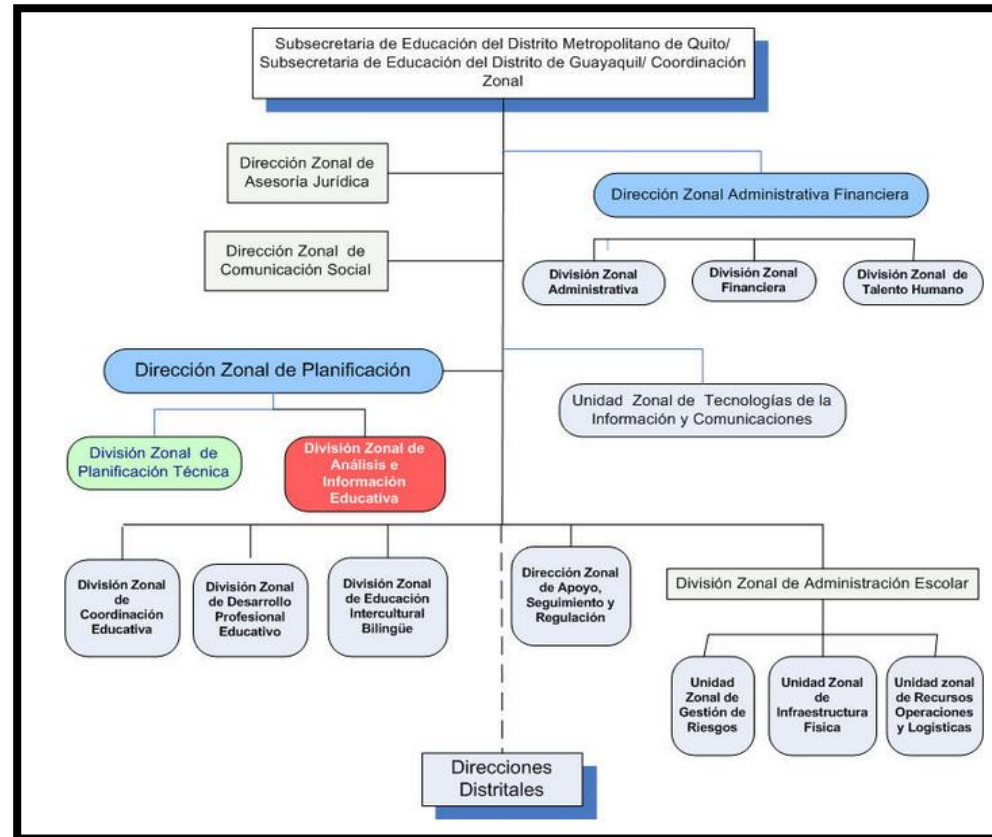 Subsecretaria de Educación del Distrito Metropolitano de Quito/
Subsecretaria de Educación del Distrito de Guayaquil/ Coordinación
Zonal
Dirección Zonal de
Asesoría Jurídica
Dirección Zonal Administrativa Financiera
Dirección Zonal de
Comunicación Social
División Zonal
Administrativa
División Zonal
Financiera
División Zonal de
Talento Humano
Dirección Zonal de Planificación
Unidad Zonal de Tecnologías de la
Información y Comunicaciones
División Zonal de
Planificación Técnica
División Zonal de
Análisis e
Información
Educativa
División Zonal
de
Coordinación
Educativa
División Zonal
de Desarrollo
Profesional
Educativo
División Zonal
de Educación
Intercultural
Bilingüe
Dirección Zonal
de Apoyo,
Seguimiento y
Regulación
División Zonal de Administración Escolar
Unidad
Zonal de
Gestión de
Riesgos
Unidad Zonal
de
Infraestructura
Física
Unidad zonal
de Recursos
Operaciones
y Logísticas
Direcciones
Distritales